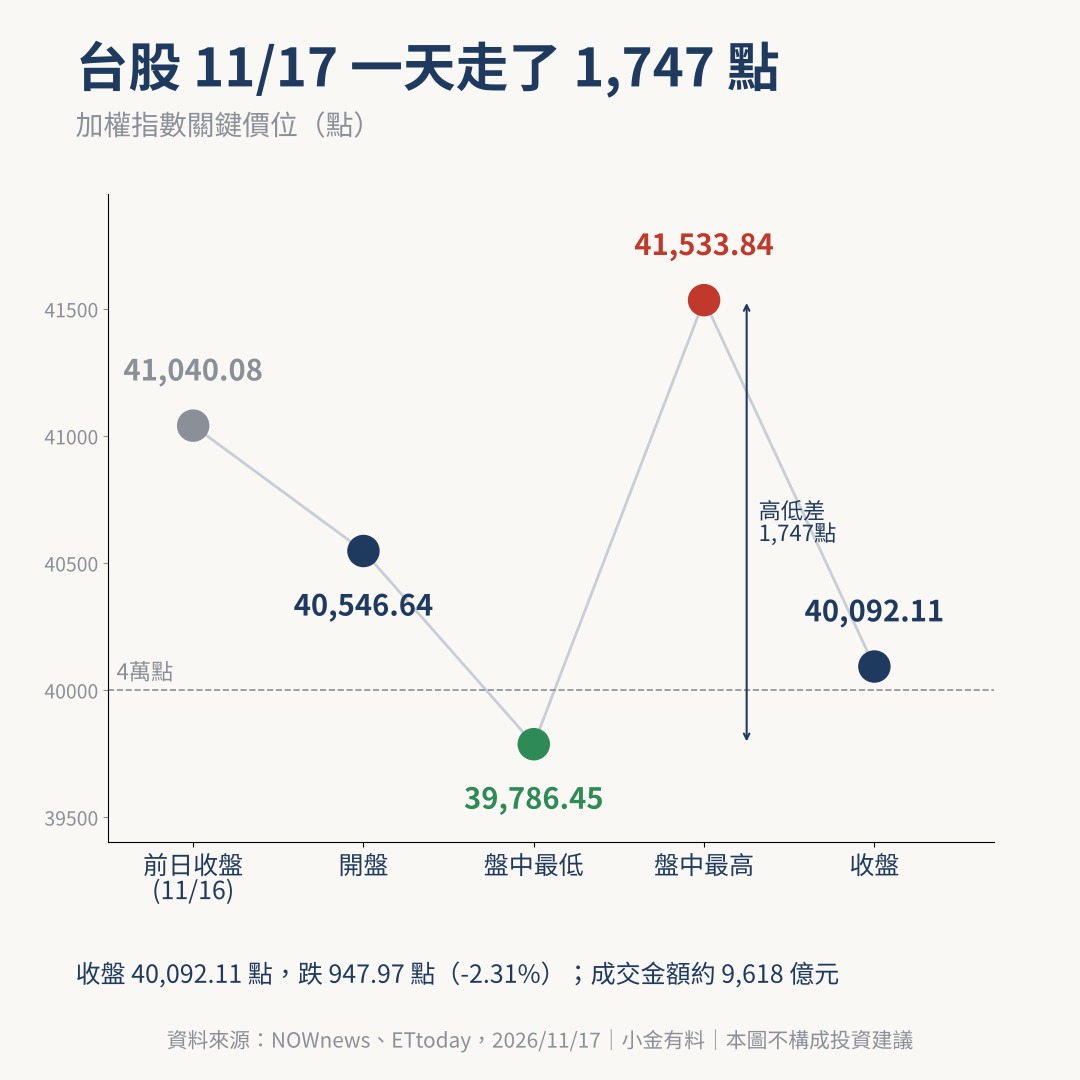 台股 11/17 一天走了 1,747 點
加權指數關鍵價位（點）
41,533.84
41500
41,040.08
41000
高低差
1,747點
40500
40,546.64
40,092.11
4萬點
40000
39,786.45
39500
前日收盤
(11/16)
開盤
盤中最低
盤中最高
收盤
收盤 40,092.11 點，跌 947.97 點（-2.31%）；成交金額約 9,618 億元
資料來源：NOWnews、ETtoday，2026/11/17｜小金有料｜本圖不構成投資建議